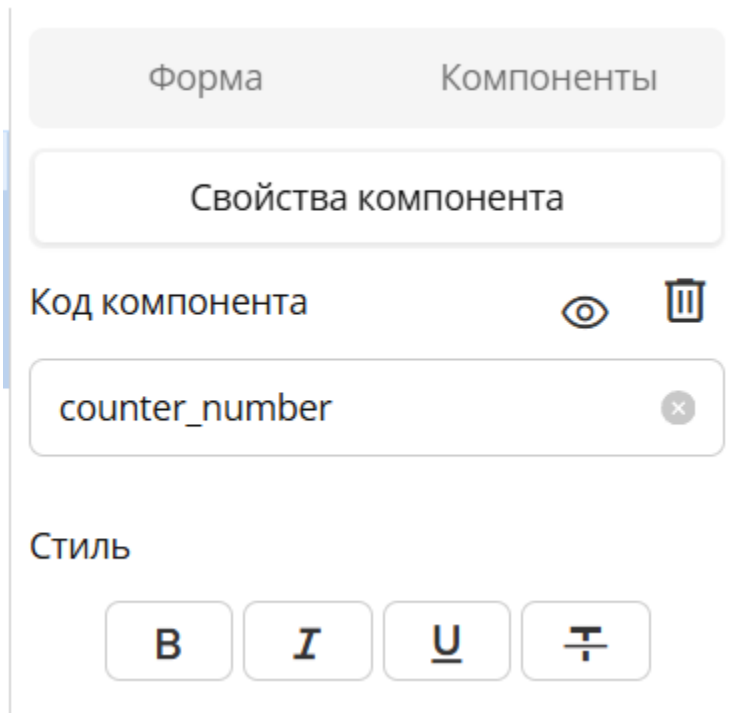 Форма Компоненты
Свойства компонента
Код компонента
counter_number
Стиль
B I U T